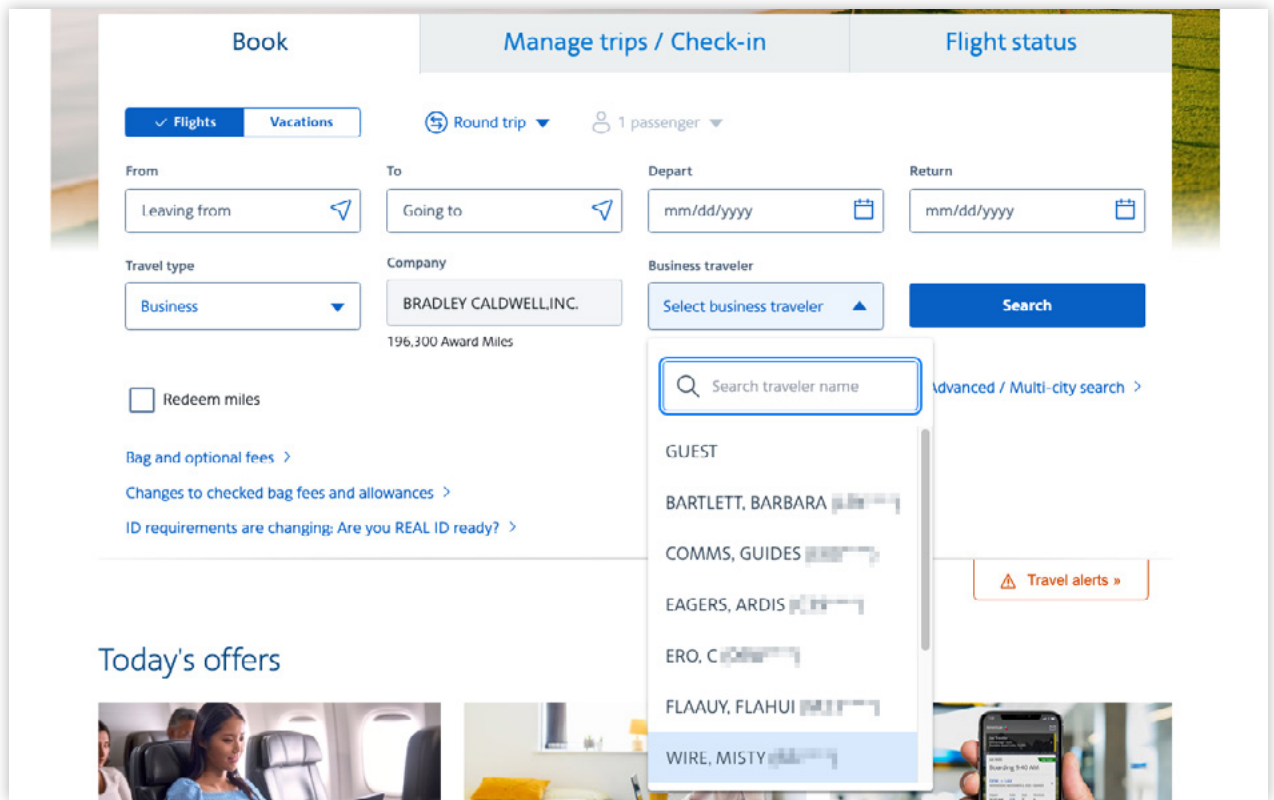 Book
Manage trips / Check-in
Flight status
Flights
Vacations
Round trip
1 passenger
From
To
Depart
Return
Leaving from
Going to
mm/dd/yyyy
mm/dd/yyyy
Travel type
Company
Business traveler
Business
BRADLEY CALDWELL,INC.
Select business traveler
Search
196,300 Award Miles
Search traveler name
Redeem miles
Advanced / Multi-city search >
GUEST
Bag and optional fees >
Changes to checked bag fees and allowances >
BARTLETT, BARBARA
ID requirements are changing: Are you REAL ID ready? >
COMMS, GUIDES
Travel alerts »
EAGERS, ARDIS
ERO, C
Today's offers
FLAAUY, FLAHUI
WIRE, MISTY
Boarding 9:40 AM